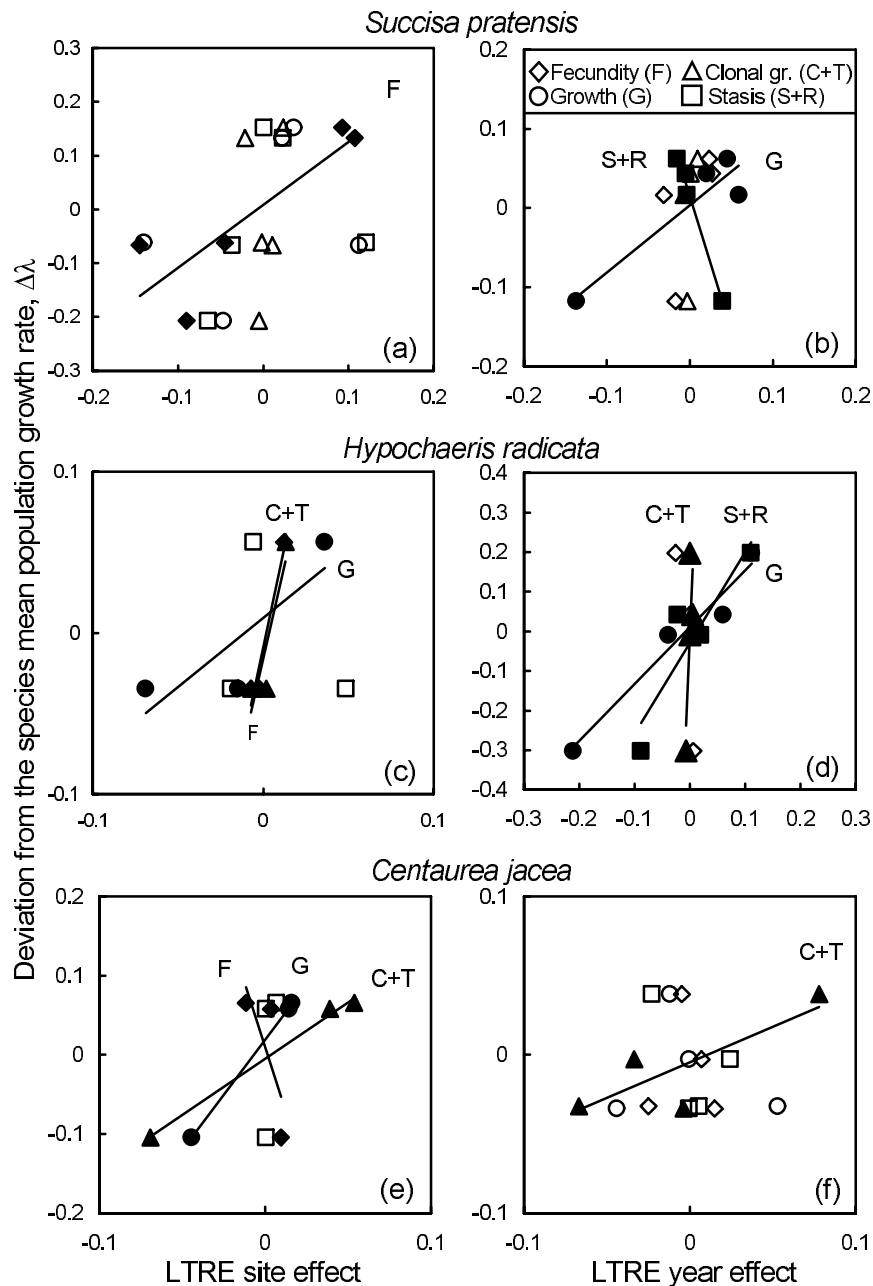 Succisa pratensis
Deviation from the species mean population growth rate, Δλ
0.3
0.2
0.1
0
-0.1
-0.2
-0.3
F
(a)
-0.2
-0.1
0
0.1
0.2
Fecundity (F)
Clonal gr. (C+T)
Growth (G)
Stasis (S+R)
0.2
0.1
0
-0.1
-0.2
S+R
G
(b)
-0.2
-0.1
0
0.1
0.2
Hypochaeris radicata
0.1
0
-0.1
C+T
G
F
(c)
-0.1
0
0.1
0.4
0.3
0.2
0.1
0
-0.1
-0.2
-0.3
-0.4
C+T
S+R
G
(d)
-0.3
-0.2
-0.1
0
0.1
0.2
0.3
Centaurea jacea
0.2
0.1
0
-0.1
-0.2
F
G
C+T
(e)
-0.1
0
0.1
LTRE site effect
0.1
0
-0.1
C+T
(f)
-0.1
0
0.1
LTRE year effect